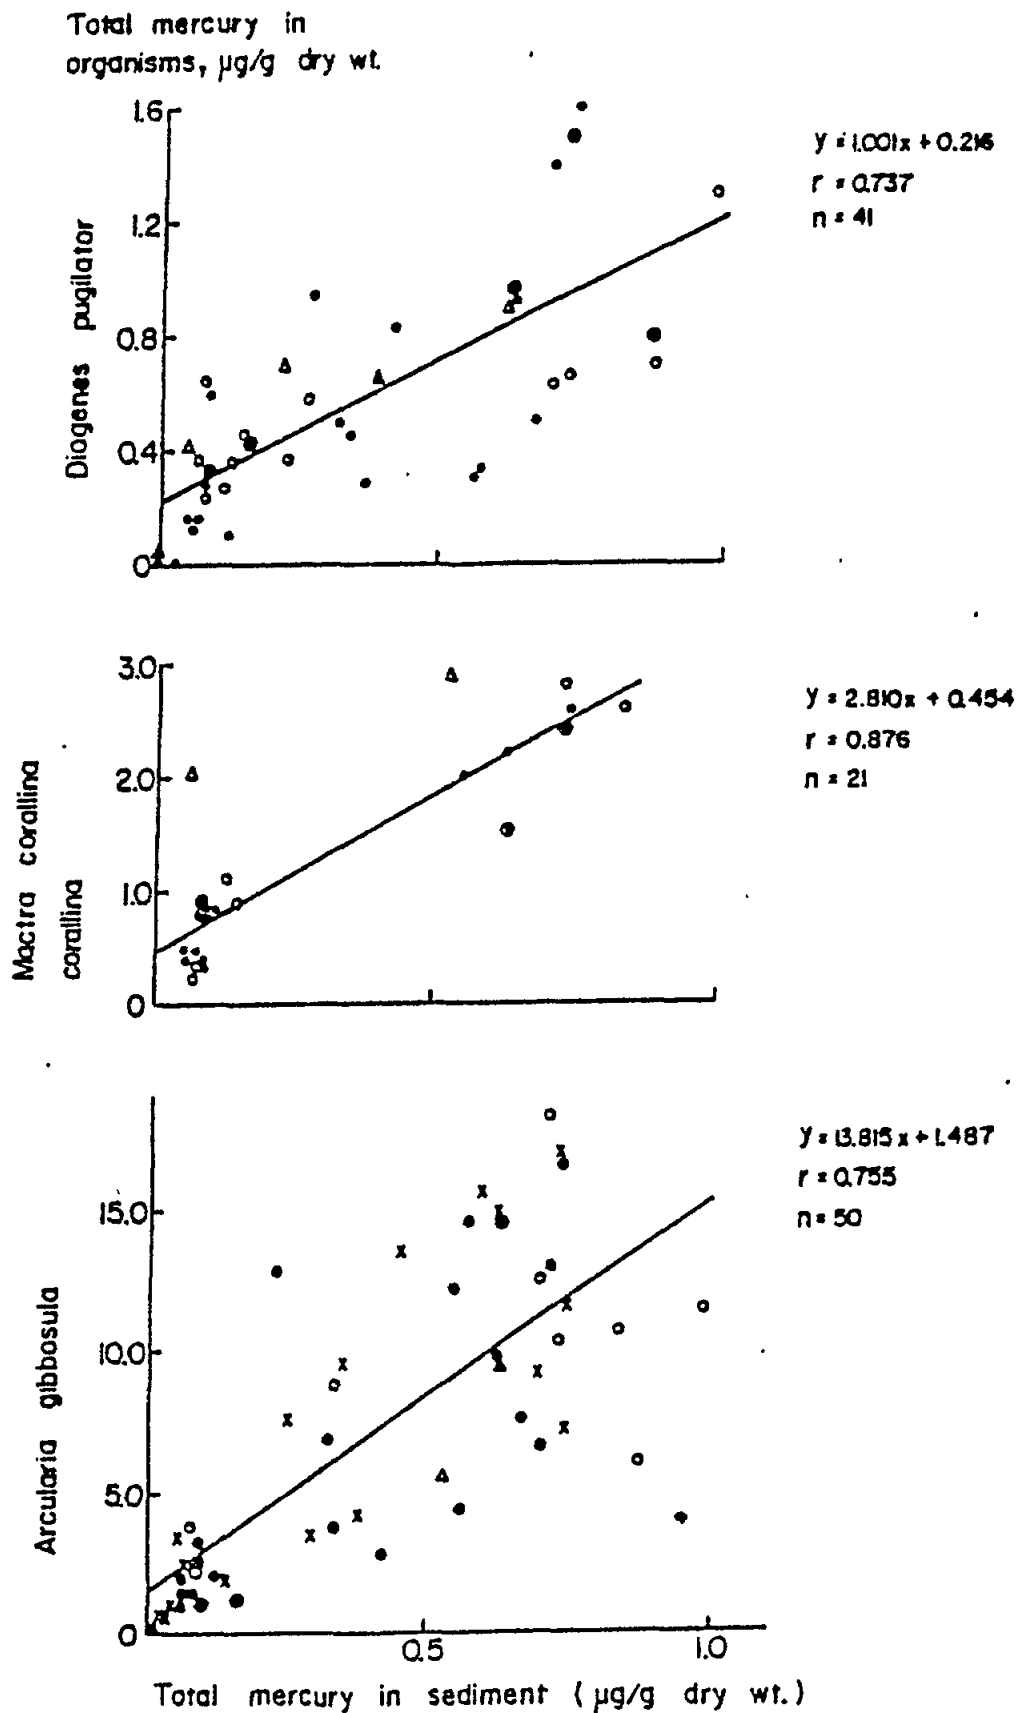 Total mercury in
organisms, µg/g dry wt.
1.6
1.2
0.8
0.4
0
Diogenes pugilator
y = 1.001x + 0.216
r = 0.737
n = 41
3.0
2.0
1.0
0
Mactra corallina
corallina
y = 2.810x + 0.454
r = 0.876
n = 21
15.0
10.0
5.0
0
Arcularia gibbosula
y = 13.815x + 1.487
r = 0.755
n = 50
0.5
1.0
Total mercury in sediment (µg/g dry wt.)